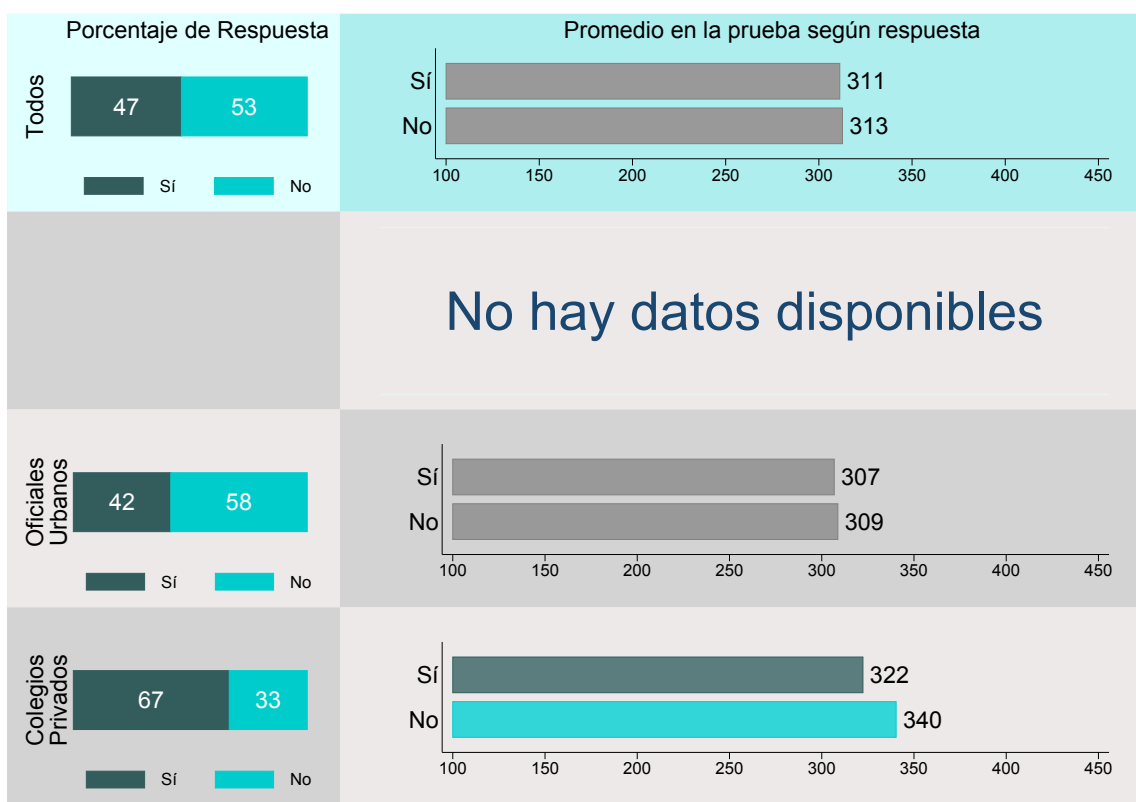 Porcentaje de Respuesta
Promedio en la prueba según respuesta
Todos
47 53
Sí No
Sí 311
No 313
100 150 200 250 300 350 400 450
No hay datos disponibles
Oficiales
Urbanos
42 58
Sí No
Sí 307
No 309
100 150 200 250 300 350 400 450
Colegios
Privados
67 33
Sí No
Sí 322
No 340
100 150 200 250 300 350 400 450